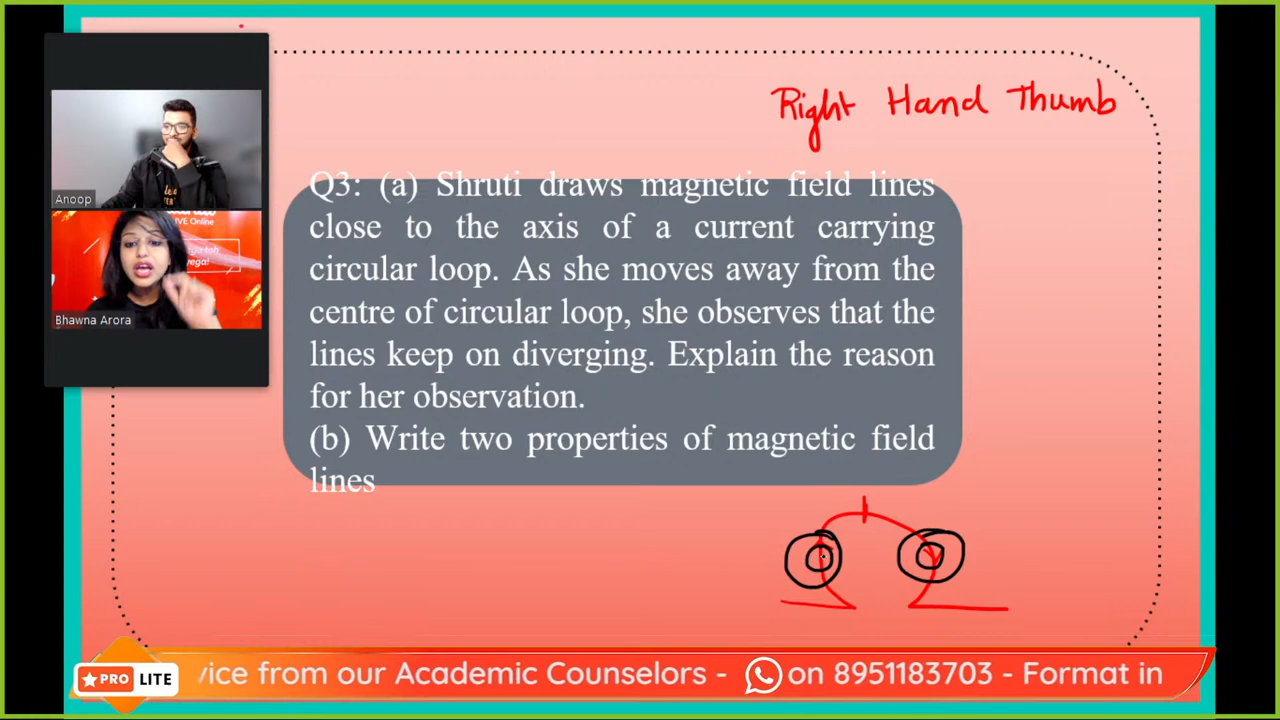 Right Hand Thumb
Anoop
VE Online
Bhawna Arora
Q3: (a) Shruti draws magnetic field lines
close to the axis of a current carrying
circular loop. As she moves away from the
centre of circular loop, she observes that the
lines keep on diverging. Explain the reason
for her observation.
(b) Write two properties of magnetic field
lines
PRO LITE
vice from our Academic Counselors - on 8951183703 - Format in